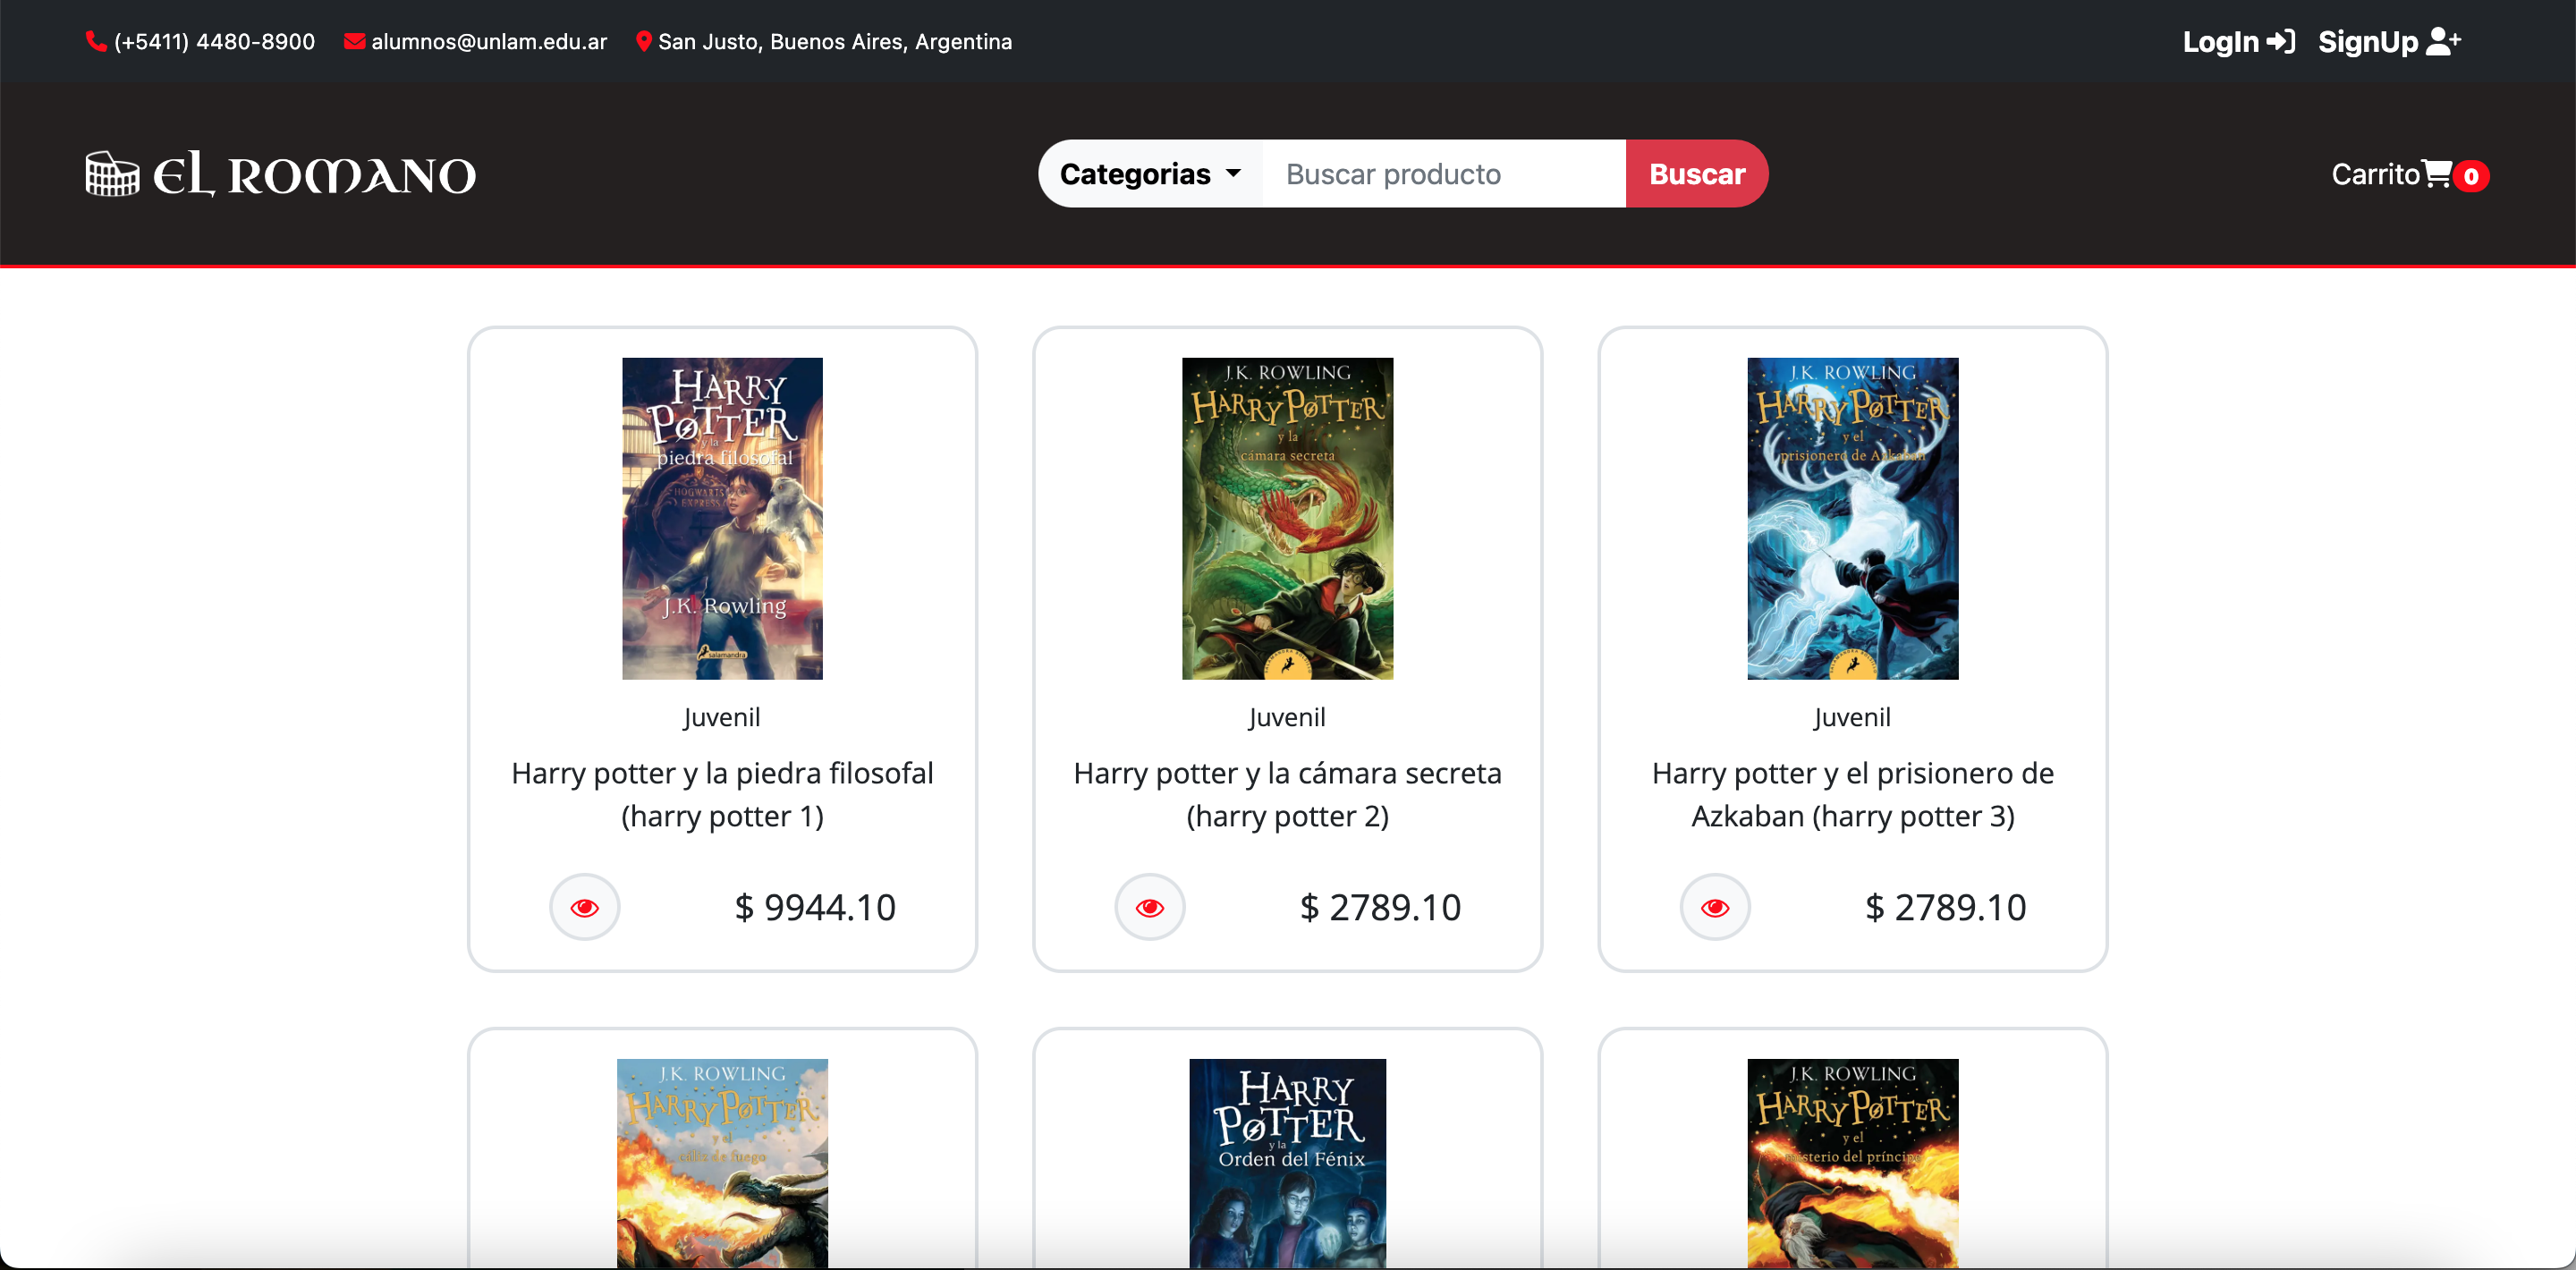 (+5411) 4480-8900 alumnos@unlam.edu.ar San Justo, Buenos Aires, Argentina LogIn SignUp
EL ROMANO Categorias Buscar producto Buscar Carrito 0
HARRY
POTTER
y la
piedra filosofal
HOGWARTS
EXPRESS
J.K. Rowling
salamandra
J.K. ROWLING
HARRY POTTER
y la
cámara secreta
J.K. ROWLING
HARRY POTTER
y el
prisionero de Azkaban
Juvenil
Harry potter y la piedra filosofal
(harry potter 1)
$ 9944.10
Juvenil
Harry potter y la cámara secreta
(harry potter 2)
$ 2789.10
Juvenil
Harry potter y el prisionero de
Azkaban (harry potter 3)
$ 2789.10
J.K. ROWLING
HARRY POTTER
y el
cáliz de fuego
HARRY
POTTER
y la
Orden del Fénix
J.K. ROWLING
HARRY POTTER
y el
misterio del príncipe